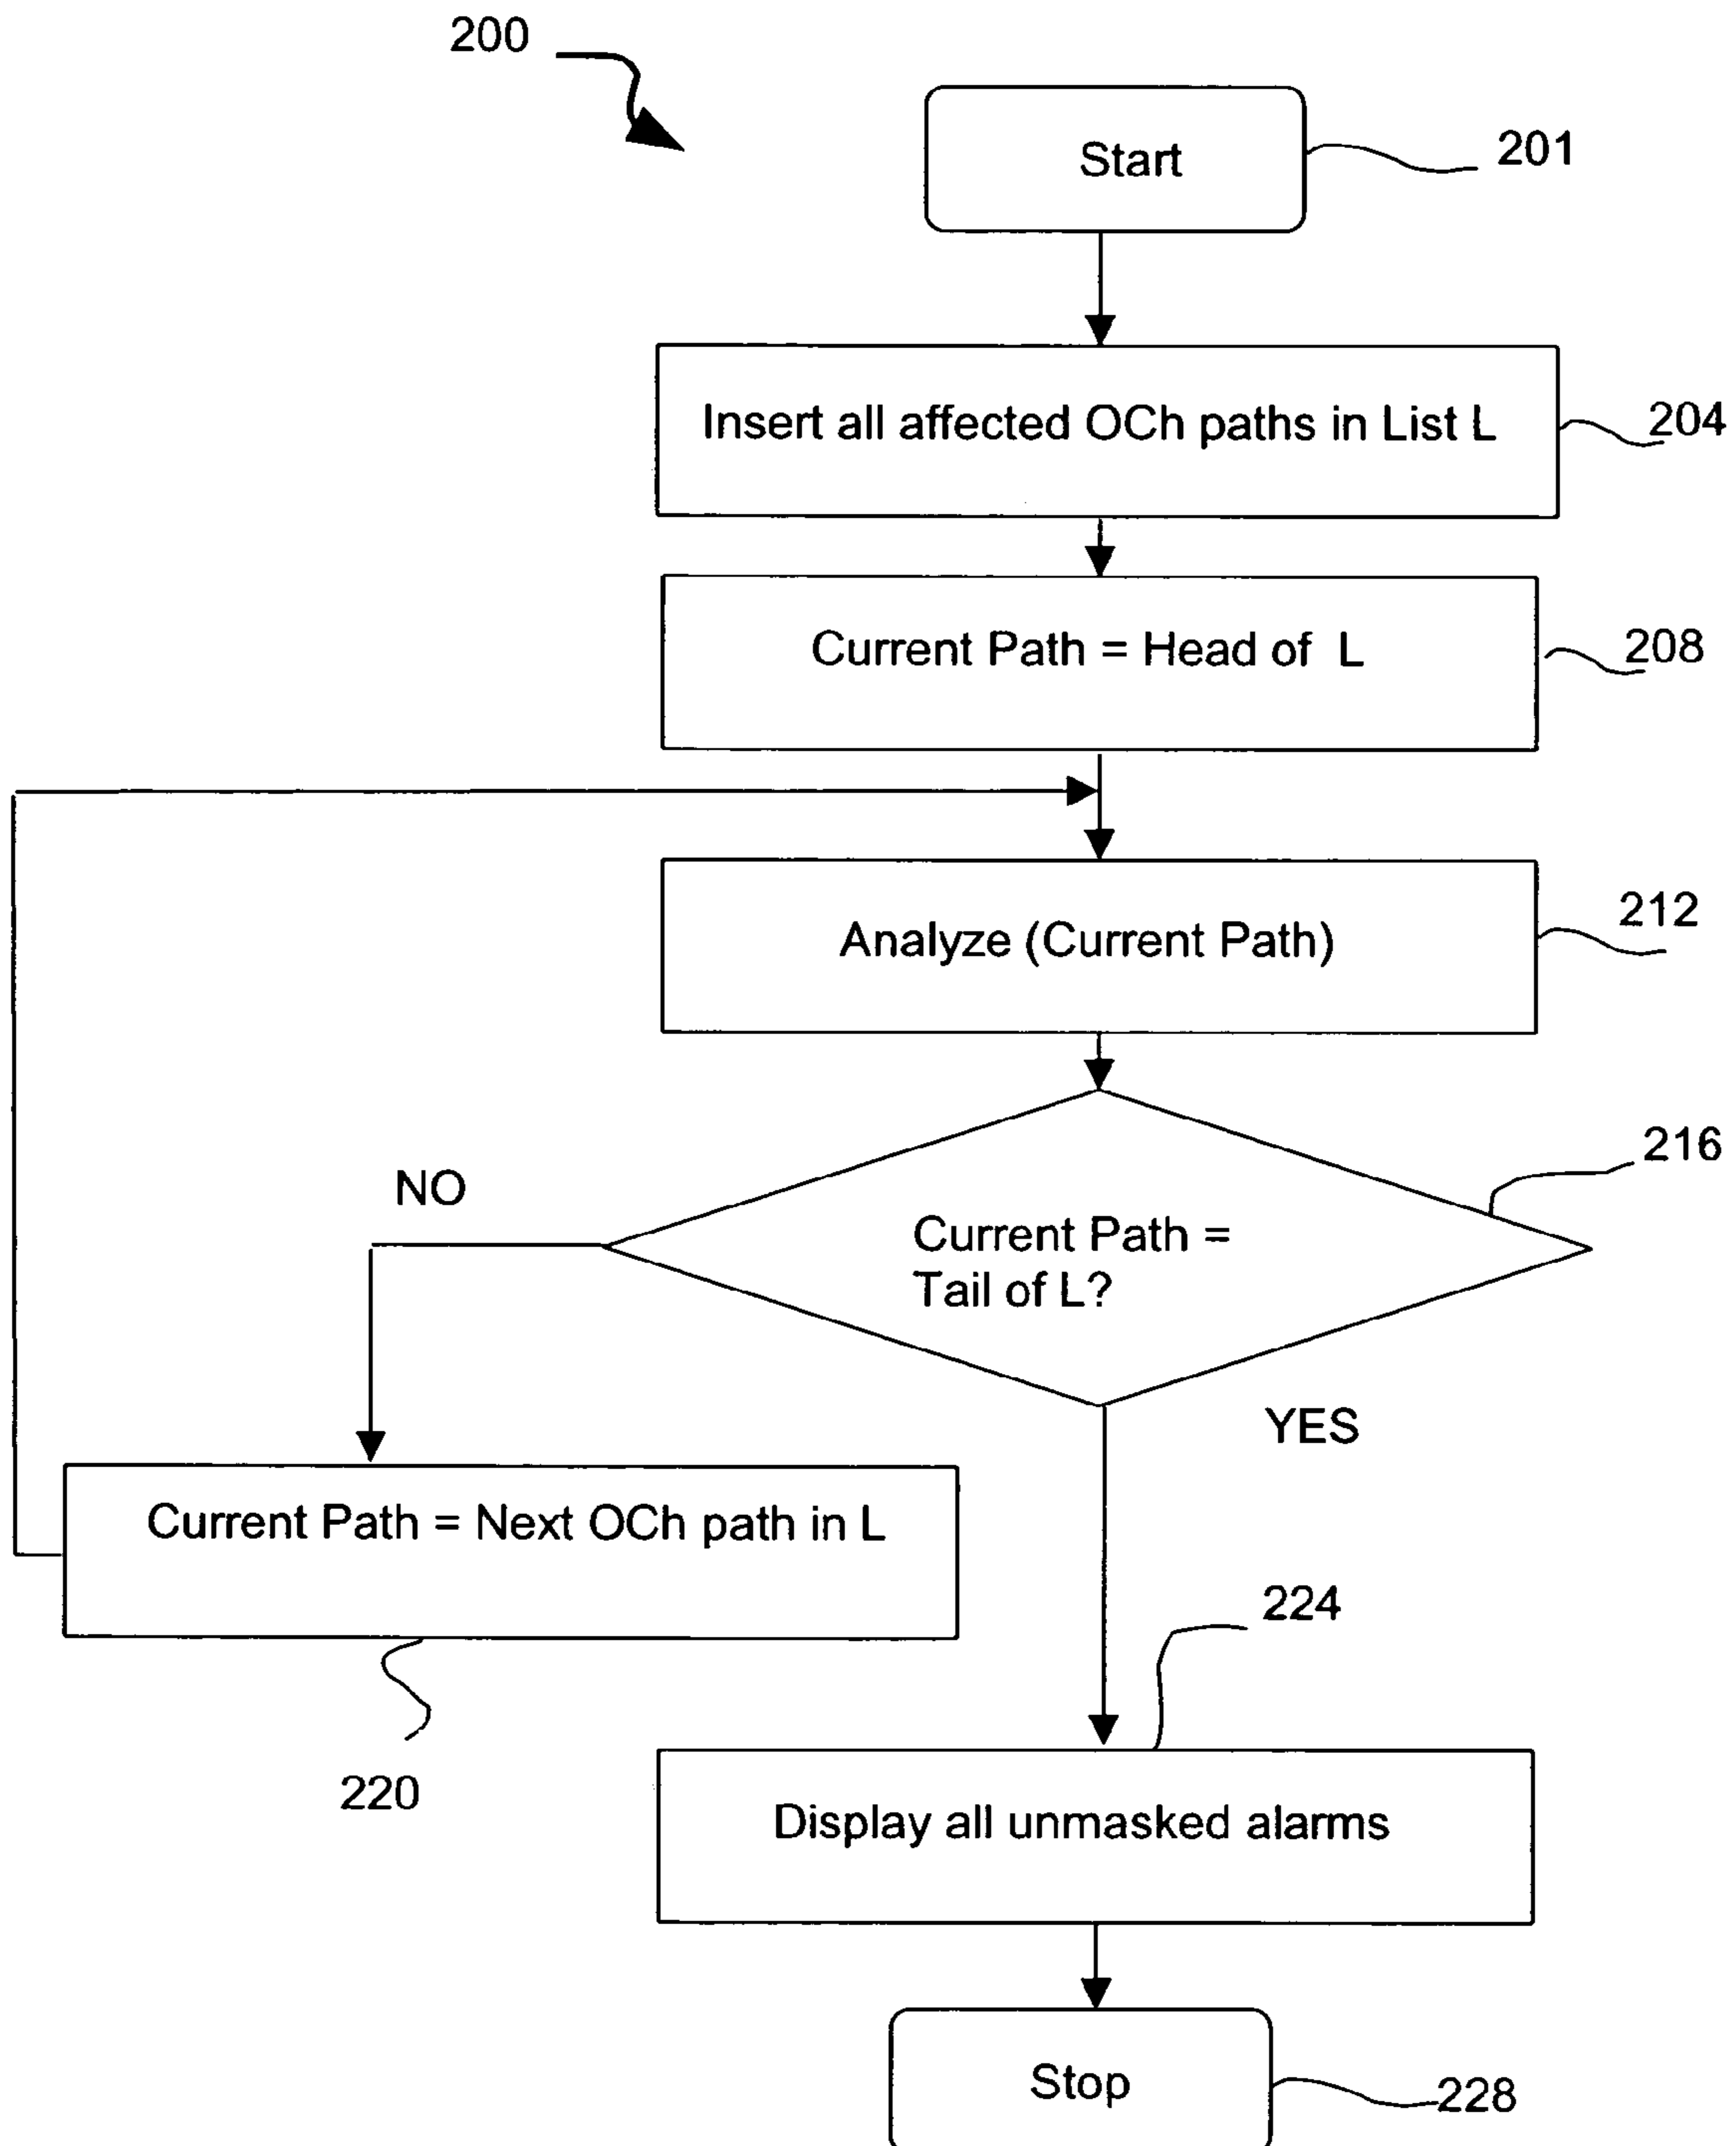 200
Start
201
Insert all affected OCh paths in List L
204
Current Path = Head of L
208
Analyze (Current Path)
212
216
NO
Current Path =
Tail of L?
YES
Current Path = Next OCh path in L
224
220
Display all unmasked alarms
Stop
228